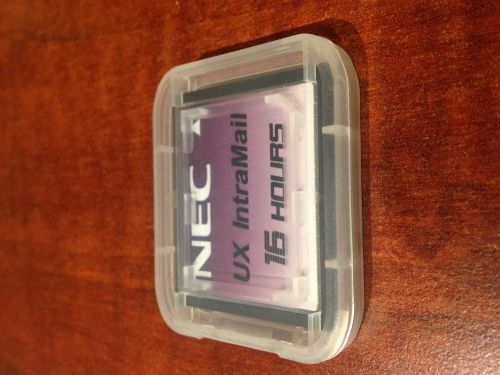 NEC
UX IntraMail
16 HOURS